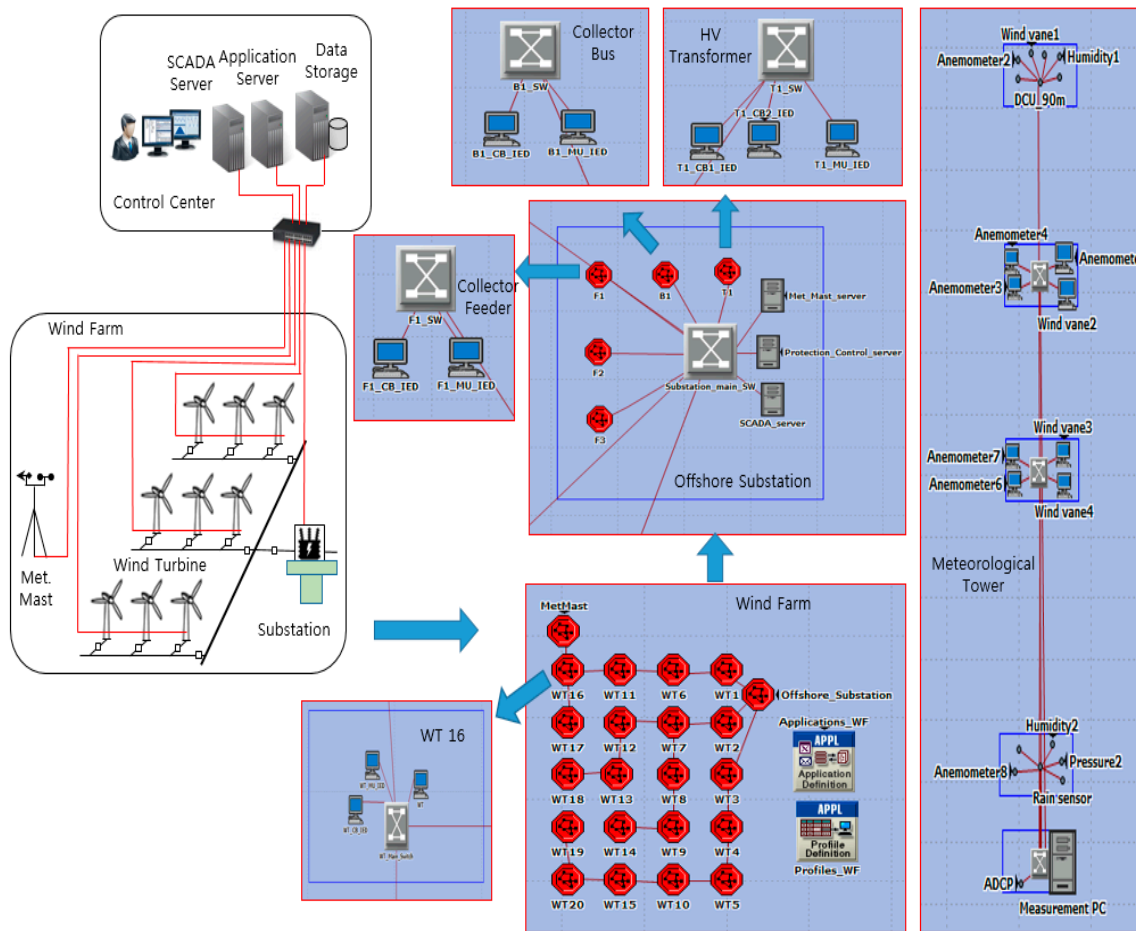 SCADA
Server
Application
Server
Data
Storage
Control Center
Wind Farm
Met.
Mast
Wind Turbine
Substation
Collector
Bus
B1_SW
B1_CB_IED
B1_MU_IED
HV
Transformer
T1_SW
T1_CB2_IED
T1_CB1_IED
T1_MU_IED
Collector
Feeder
F1_SW
F1_CB_IED
F1_MU_IED
F1
B1
T1
Met_Mast_server
F2
Substation_main_SW
Protection_Control_server
F3
SCADA_server
Offshore Substation
Wind Farm
MetMast
WT16
WT11
WT6
WT1
Offshore_Substation
Applications_WF
WT17
WT12
WT7
WT2
APPL
Application
Definition
WT18
WT13
WT8
WT3
APPL
Profile
Definition
Profiles_WF
WT19
WT14
WT9
WT4
WT20
WT15
WT10
WT5
WT 16
WT_MU_IED
WT
WT_CB_IED
WT_Main_Switch
Wind vane1
Anemometer2
Humidity1
DCU_90m
Anemometer4
Anemomete
Anemometer3
Wind vane2
Wind vane3
Anemometer7
Anemometer6
Wind vane4
Meteorological
Tower
Humidity2
Pressure2
Anemometer8
Rain sensor
ADCP
Measurement PC